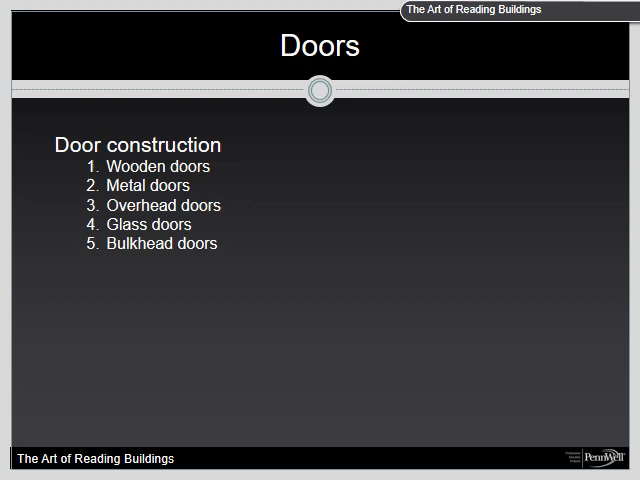 The Art of Reading Buildings
Doors
Door construction
1. Wooden doors
2. Metal doors
3. Overhead doors
4. Glass doors
5. Bulkhead doors
The Art of Reading Buildings
PennWell